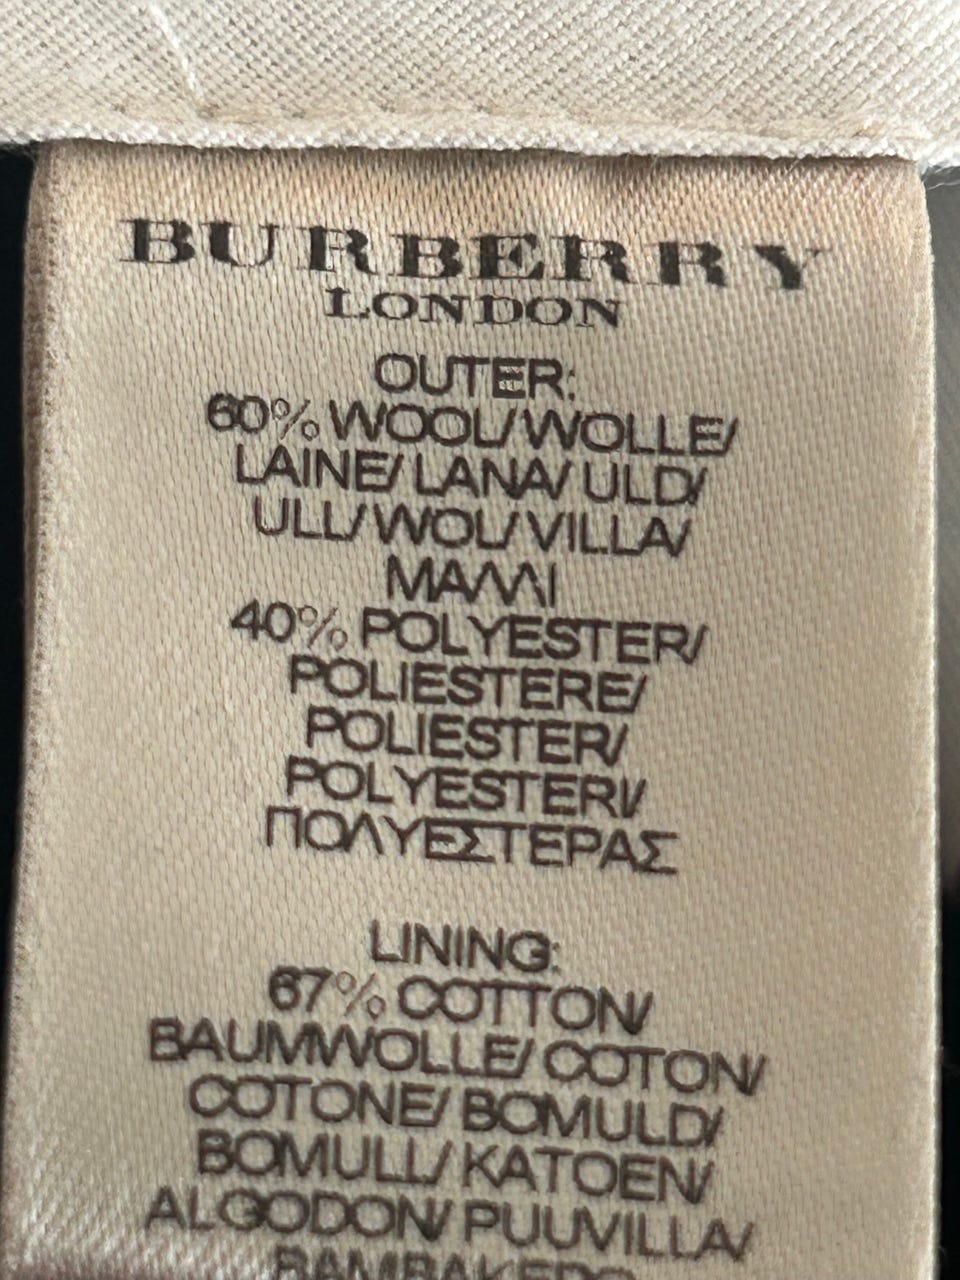 BURBERRY
LONDON
OUTER:
60% WOOL/WOLLE/
LAINE/LANA/ULD/
ULL/WOL/VILLA/
ΜΑΛΛΙ
40% POLYESTER/
POLIESTERE/
POLIESTER/
POLYESTERI/
ΠΟΛΥΕΣΤΕΡΑΣ
LINING:
67% COTTON/
BAUMWOLLE/COTON/
COTONE/BOMULD/
BOMULL/KATOEN/
ALGODON/PUUVILLA/